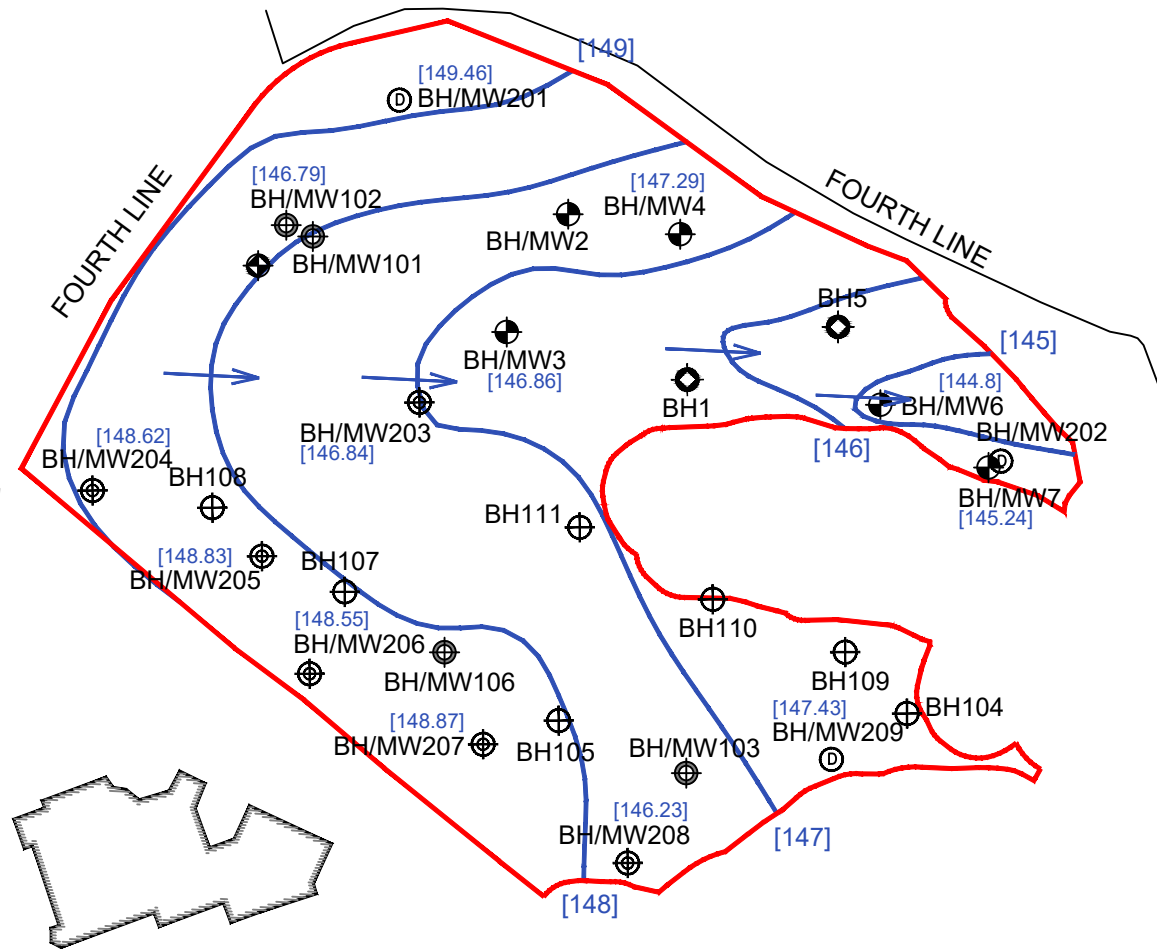 [149]
[149.46]
BH/MW201
FOURTH LINE
[146.79]
BH/MW102
BH/MW101
[147.29]
BH/MW4
BH/MW2
FOURTH LINE
BH5
BH/MW3
[146.86]
BH1
[145]
[144.8]
BH/MW6
BH/MW202
BH/MW203
[146.84]
[146]
[148.62]
BH/MW204
BH108
BH/MW7
[145.24]
BH111
[148.83]
BH/MW205
BH107
[148.55]
BH/MW206
BH110
BH/MW106
BH109
[147.43]
BH/MW209
BH104
[148.87]
BH/MW207
BH105
BH/MW103
[146.23]
BH/MW208
[147]
[148]
D
D
D